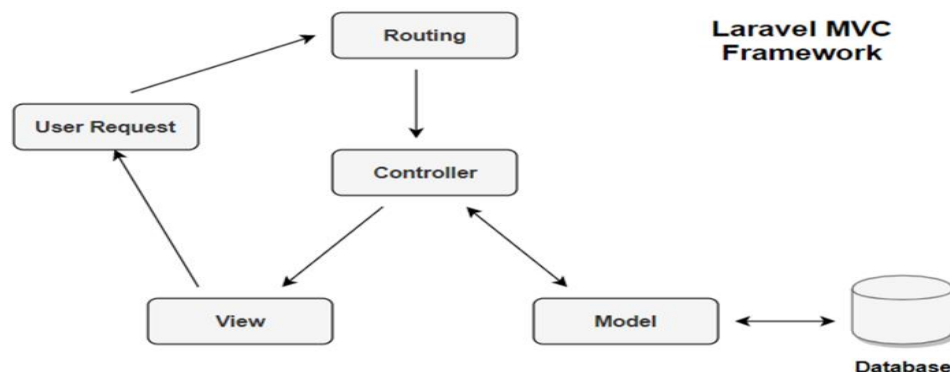 Laravel MVC
Framework
Routing
User Request
Controller
View
Model
Database